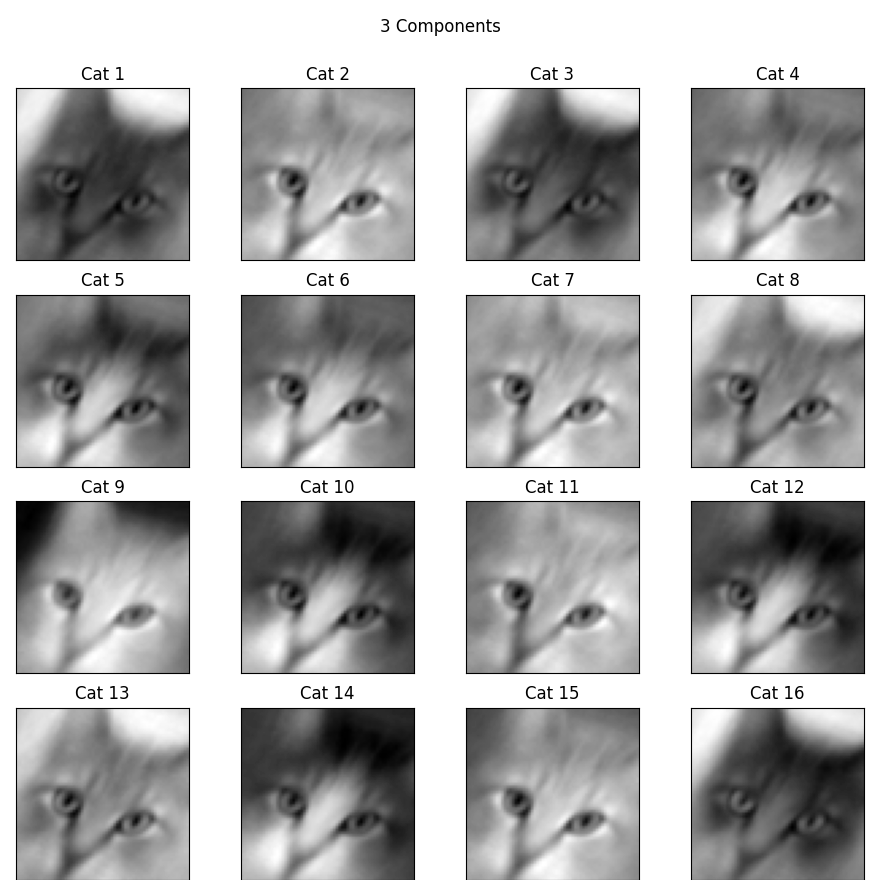 3 Components
Cat 1
Cat 2
Cat 3
Cat 4
Cat 5
Cat 6
Cat 7
Cat 8
Cat 9
Cat 10
Cat 11
Cat 12
Cat 13
Cat 14
Cat 15
Cat 16